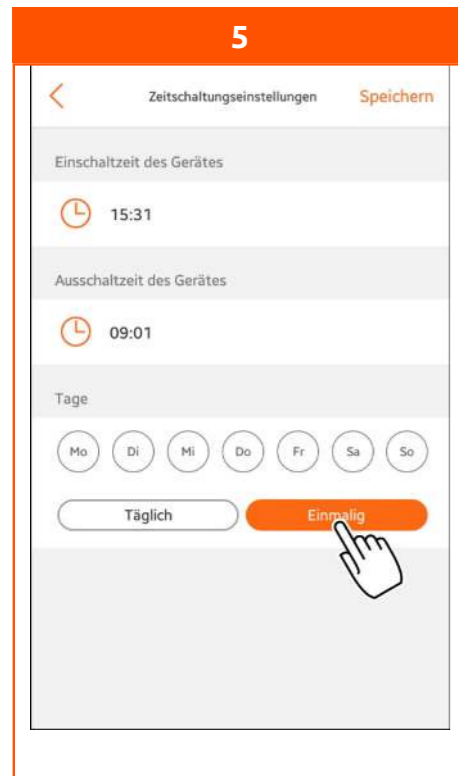 5
Zeitschaltungseinstellungen Speichern
Einschaltzeit des Gerätes
15:31
Ausschaltzeit des Gerätes
09:01
Tage
Mo Di Mi Do Fr Sa So
Täglich Einmalig